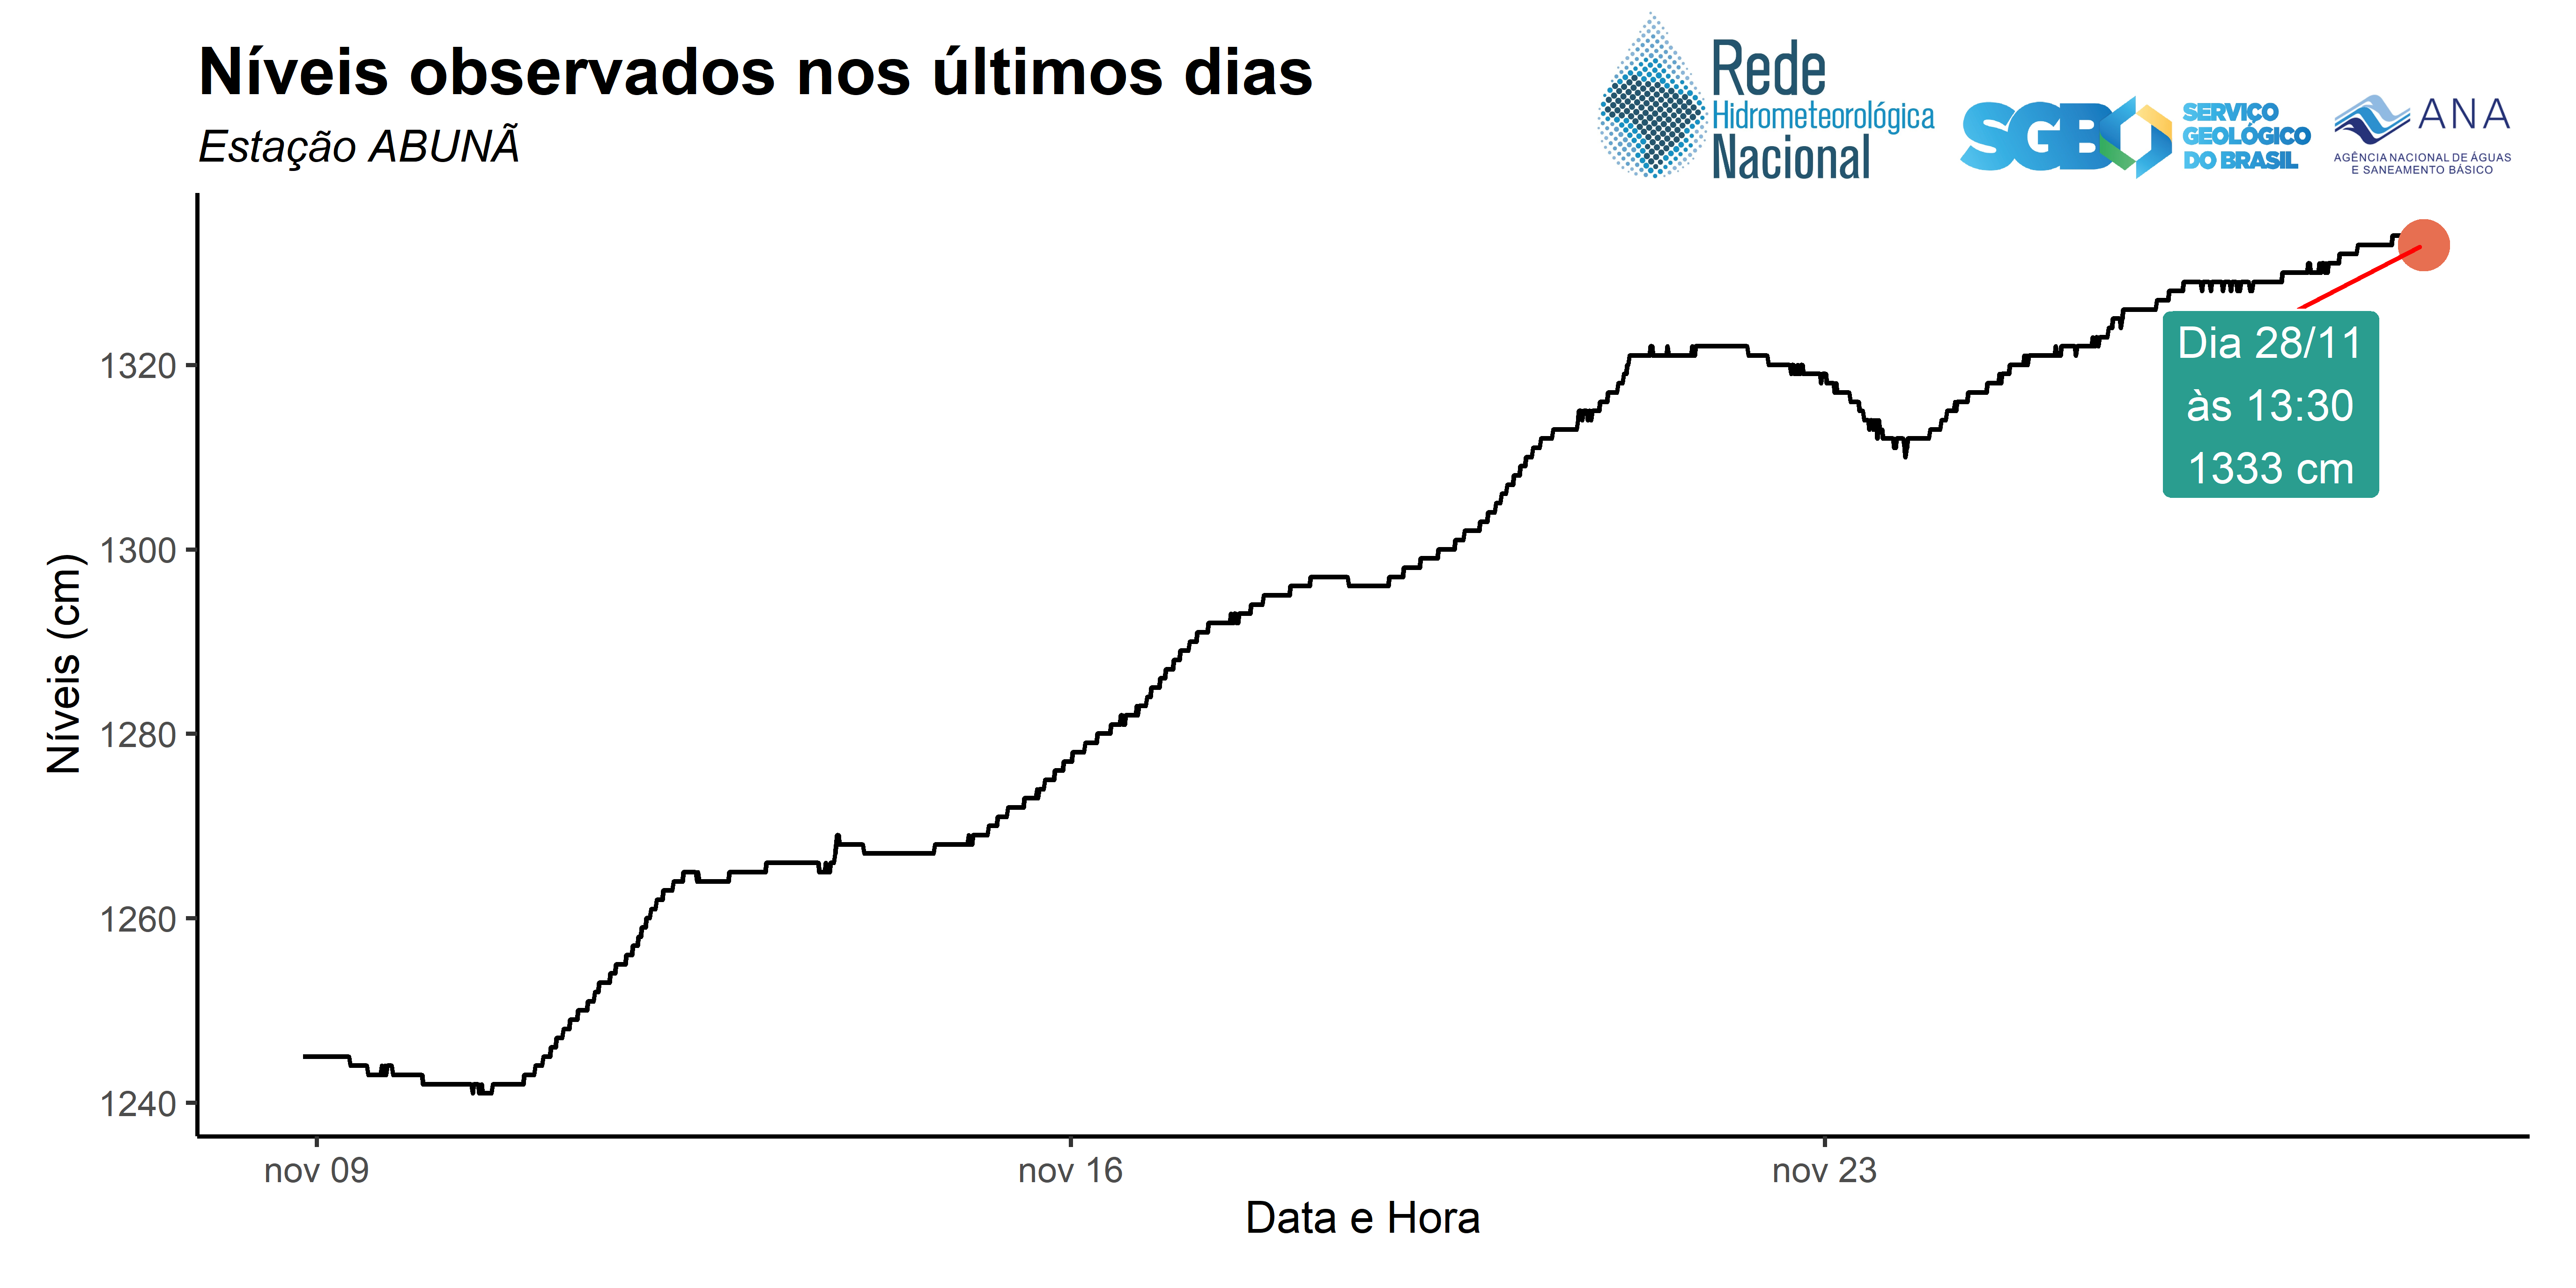 Níveis observados nos últimos dias
Estação ABUNÃ
Rede
Hidrometeorológica
Nacional
SGB
SERVIÇO
GEOLÓGICO
DO BRASIL
ANA
AGÊNCIA NACIONAL DE ÁGUAS
E SANEAMENTO BÁSICO
Níveis (cm)
1320
1300
1280
1260
1240
Dia 28/11
às 13:30
1333 cm
nov 09
nov 16
nov 23
Data e Hora